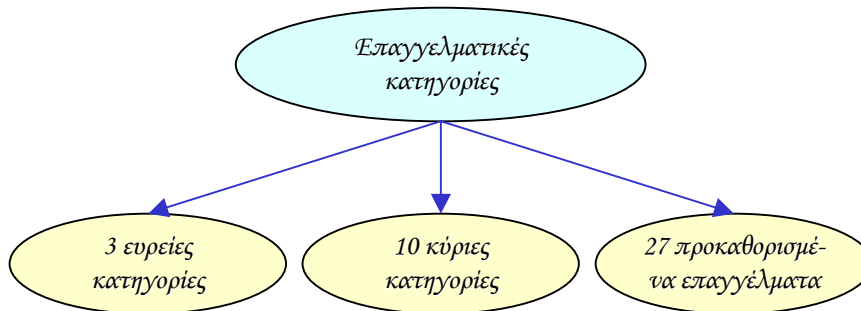 Επαγγελματικές
κατηγορίες
3 ευρείες
κατηγορίες
10 κύριες
κατηγορίες
27 προκαθορισμέ-
να επαγγέλματα